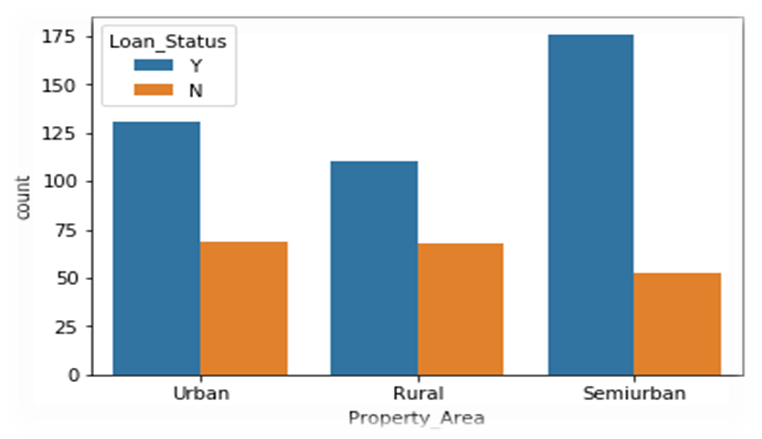 Loan_Status
Y
N
175
150
125
100
75
50
25
0
count
Urban Rural Semiurban
Property_Area